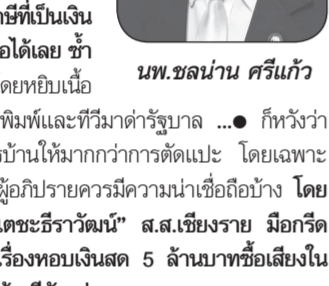 าษีที่เป็นเงิน
อได้เลย ซ้ำ
โดยหยิบเนื้อ
นพ.ชลน่าน ศรีแก้ว
พิมพ์และทีวีมาด่ารัฐบาล ...● ก็หวังว่า
รบ้านให้มากกว่าการตัดแปะ โดยเฉพาะ
ผู้อภิปรายควรมีความน่าเชื่อถือบ้าง โดย
เตชะธีราวัฒน์” ส.ส.เชียงราย มือกรีด
เรื่องหอบเงินสด 5 ล้านบาทซื้อเสียงใน